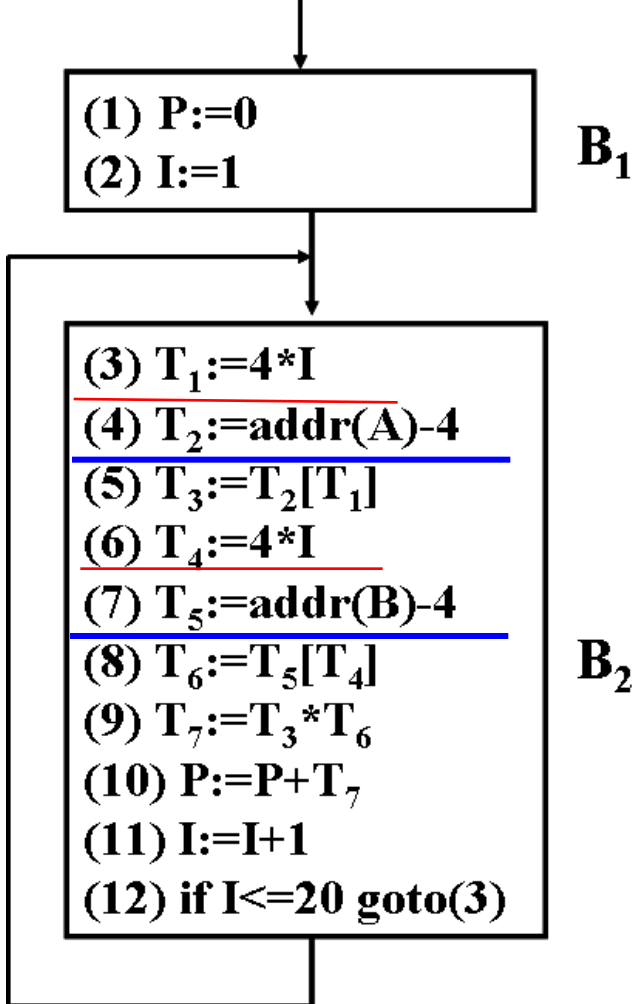 (1) P:=0
(2) I:=1
B₁
(3) T₁:=4*I
(4) T₂:=addr(A)-4
(5) T₃:=T₂[T₁]
(6) T₄:=4*I
(7) T₅:=addr(B)-4
(8) T₆:=T₅[T₄]
(9) T₇:=T₃*T₆
(10) P:=P+T₇
(11) I:=I+1
(12) if I<=20 goto(3)
B₂